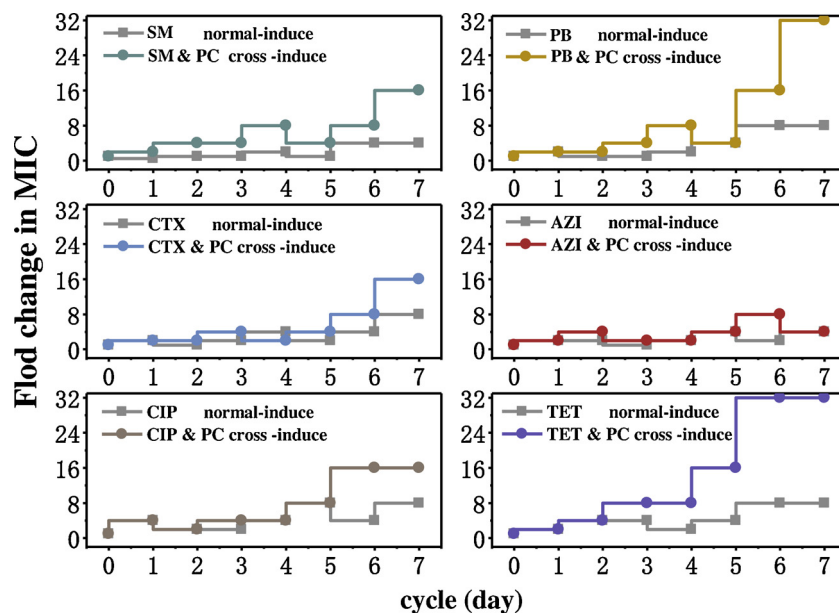 Flod change in MIC
32
24
16
8
0
SM normal-induce
SM & PC cross -induce
0 1 2 3 4 5 6 7
32
24
16
8
0
PB normal-induce
PB & PC cross -induce
0 1 2 3 4 5 6 7
32
24
16
8
0
CTX normal-induce
CTX & PC cross -induce
0 1 2 3 4 5 6 7
32
24
16
8
0
AZI normal-induce
AZI & PC cross -induce
0 1 2 3 4 5 6 7
32
24
16
8
0
CIP normal-induce
CIP & PC cross -induce
0 1 2 3 4 5 6 7
32
24
16
8
0
TET normal-induce
TET & PC cross -induce
0 1 2 3 4 5 6 7
cycle (day)